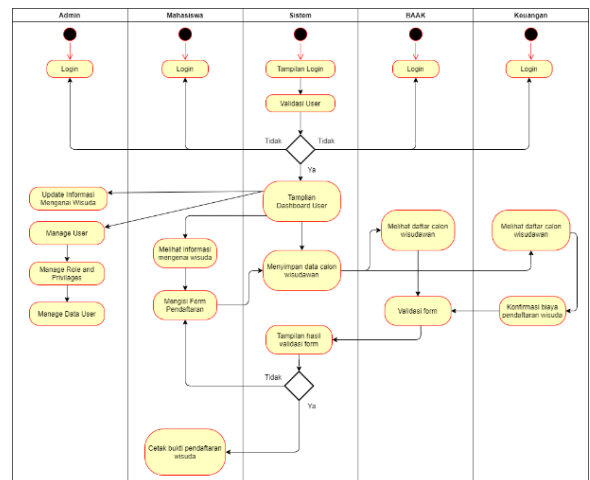 Admin
Mahasiswa
Sistem
BAAK
Keuangan
Login
Login
Tampilan Login
Login
Login
Validasi User
Tidak
Tidak
Ya
Update Informasi
Mengenai Wisuda
Tampilan
Dashboard User
Manage User
Melihat daftar calon
wisudawan
Melihat daftar calon
wisudawan
Melihat Informasi
mengenai wisuda
Manage Role and
Privilages
Menyimpan data calon
wisudawan
Manage Data User
Mengisi Form
Pendaftaran
Validasi form
Konfirmasi biaya
pendaftaran wisuda
Tampilan hasil
validasi form
Tidak
Ya
Cetak bukti pendaftaran
wisuda